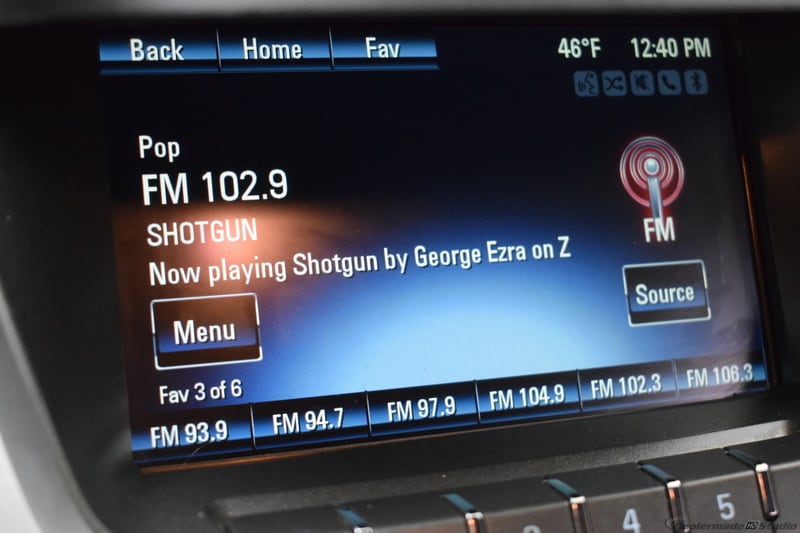 Back Home Fav 46°F 12:40 PM
Pop
FM 102.9
SHOTGUN
Now playing Shotgun by George Ezra on Z
FM
Menu
Source
Fav 3 of 6
FM 93.9 FM 94.7 FM 97.9 FM 104.9 FM 102.3 FM 106.3
4 5